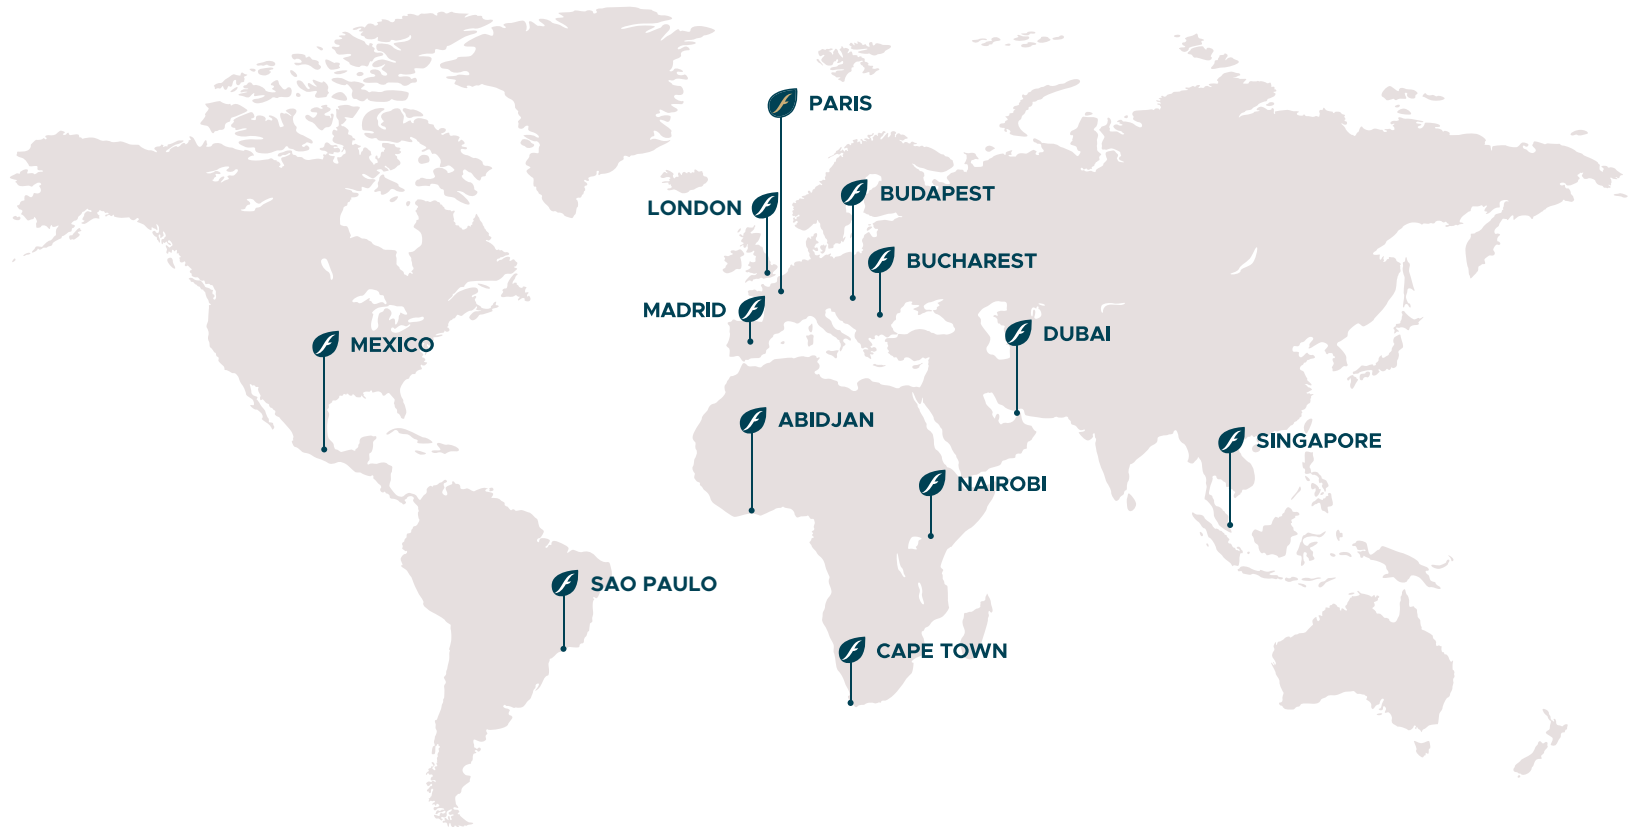 PARIS
BUDAPEST
LONDON
BUCHAREST
MADRID
DUBAI
MEXICO
ABIDJAN
SINGAPORE
NAIROBI
SAO PAULO
CAPE TOWN